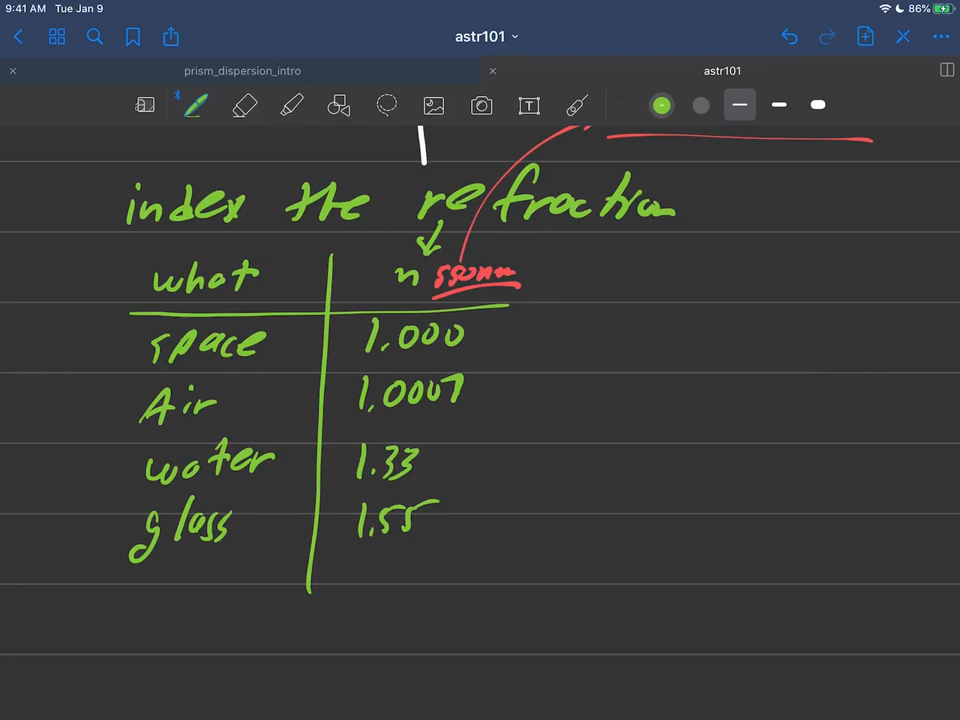 9:41 AM Tue Jan 9 86%
astr101
prism_dispersion_intro astr101
index the refraction
what n
space 1.000
Air 1.0007
water 1.33
glass 1.55